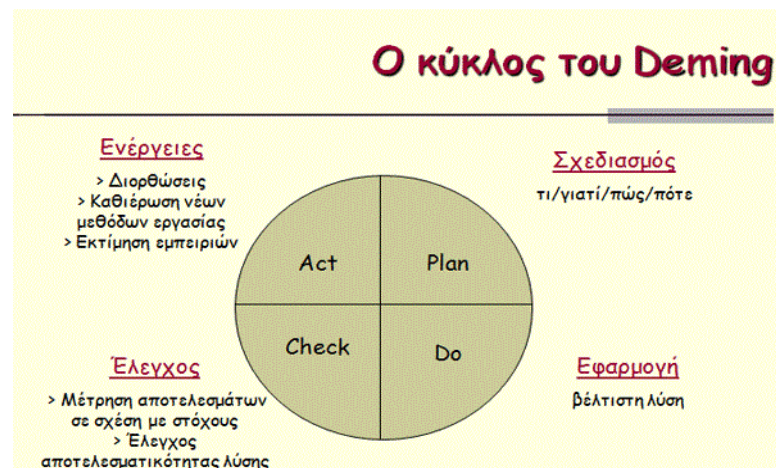 Ο κύκλος του Deming
Ενέργειες
> Διορθώσεις
> Καθιέρωση νέων
μεθόδων εργασίας
> Εκτίμηση εμπειριών
Σχεδιασμός
τι/γιατί/πώς/πότε
Act
Plan
Check
Do
Έλεγχος
> Μέτρηση αποτελεσμάτων
σε σχέση με στόχους
> Έλεγχος
αποτελεσματικότητας λύσης
Εφαρμογή
βέλτιστη λύση